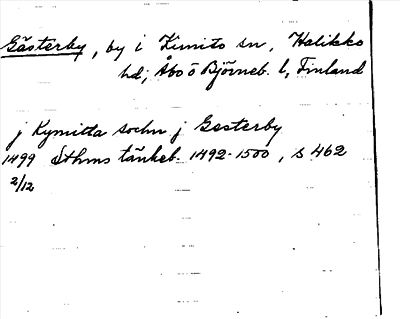 Gästerby, by i Kimito sn, Halikko
hd; Åbo o Björneb. l, Finland
j Kymitta sochn j Gesterby
1499 Sthms tänkeb. 1492-1500, s 462
2/12